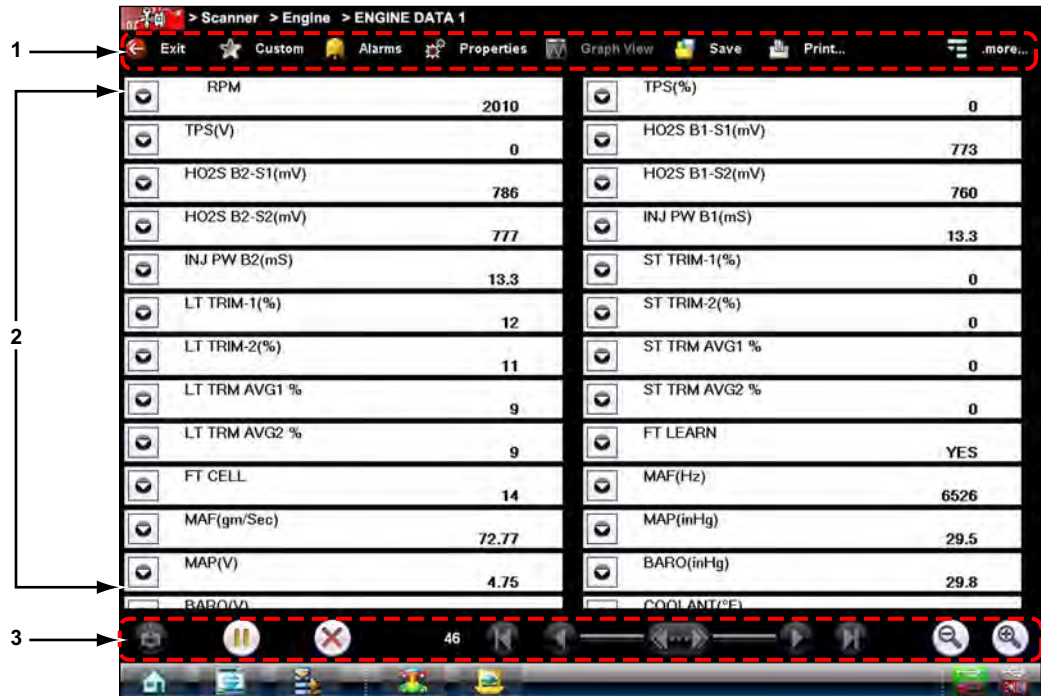 > Scanner > Engine > ENGINE DATA 1
1
Exit Custom Alarms Properties Graph View Save Print... .more...
RPM 2010 TPS(%) 0
TPS(V) 0 HO2S B1-S1(mV) 773
HO2S B2-S1(mV) 786 HO2S B1-S2(mV) 760
HO2S B2-S2(mV) 777 INJ PW B1(mS) 13.3
INJ PW B2(mS) 13.3 ST TRIM-1(%) 0
LT TRIM-1(%) 12 ST TRIM-2(%) 0
2
LT TRIM-2(%) 11 ST TRM AVG1 % 0
LT TRM AVG1 % 9 ST TRM AVG2 % 0
LT TRM AVG2 % 9 FT LEARN YES
FT CELL 14 MAF(Hz) 6526
MAF(gm/Sec) 72.77 MAP(inHg) 29.5
MAP(V) 4.75 BARO(inHg) 29.8
BARO(V) COOLANT(°F)
3
46